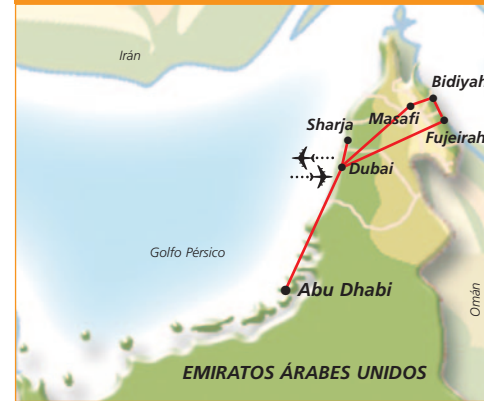 Irán
Bidiyah
Masafi
Sharja
Fujeirah
Dubai
Golfo Pérsico
Abu Dhabi
Omán
EMIRATOS ÁRABES UNIDOS